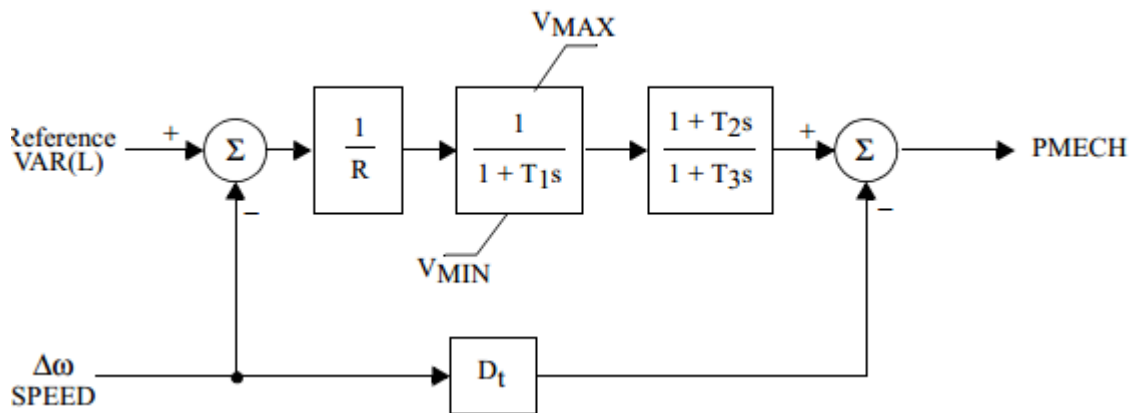 VMAX
Reference
VAR(L)
+
Σ
−
1
R
1
1 + T1s
VMIN
1 + T2s
1 + T3s
+
Σ
−
PMECH
Δω
SPEED
Dt